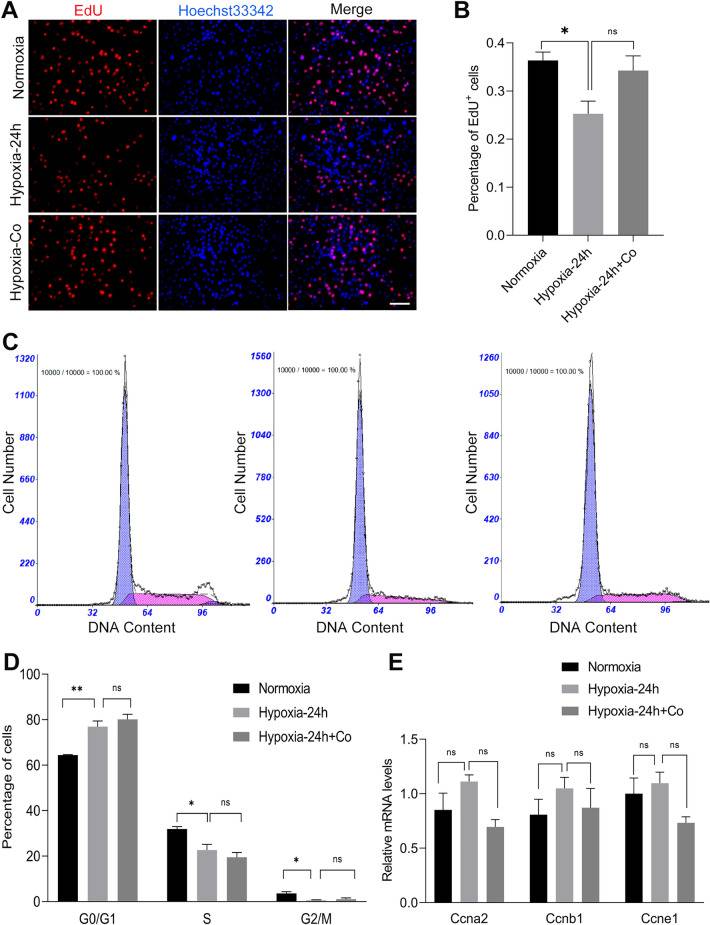 A
EdU Hoechst33342 Merge
Normoxia
Hypoxia-24h
Hypoxia-Co
B
* ns
Percentage of EdU+ cells
0.4
0.3
0.2
0.1
0.0
Normoxia
Hypoxia-24h
Hypoxia-24h+Co
C
Cell Number
1320
1100
880
660
440
220
0
10000 / 10000 = 100.00 %
0 32 64 96
DNA Content
Cell Number
1560
1300
1040
780
520
260
0
10000 / 10000 = 100.00 %
0 32 64 96
DNA Content
Cell Number
1260
1050
840
630
420
210
0
10000 / 10000 = 100.00 %
0 32 64 96
DNA Content
D
Percentage of cells
100
80
60
40
20
0
** ns
* ns
* ns
Normoxia
Hypoxia-24h
Hypoxia-24h+Co
G0/G1 S G2/M
E
Normoxia
Hypoxia-24h
Hypoxia-24h+Co
Relative mRNA levels
1.5
1.0
0.5
0.0
ns ns ns ns ns ns
Ccna2 Ccnb1 Ccne1